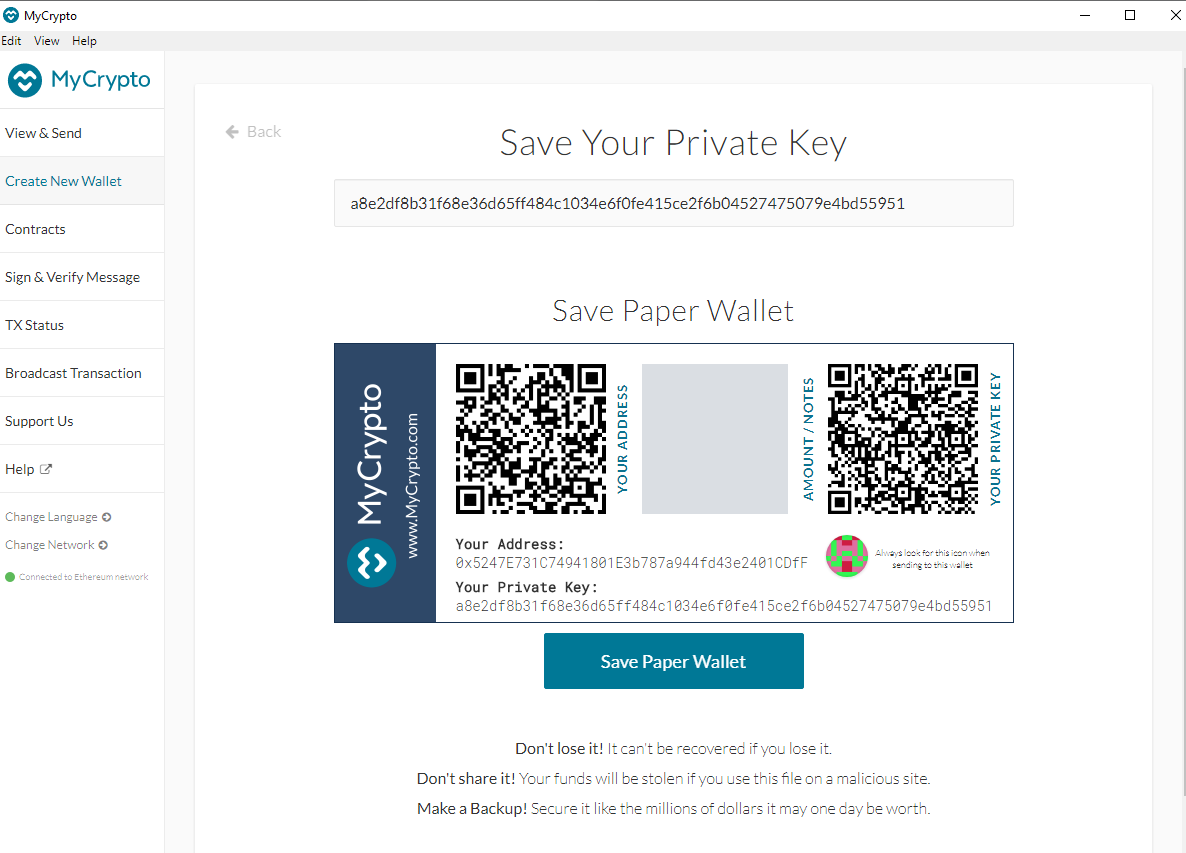 MyCrypto
Edit View Help
MyCrypto
View & Send
Create New Wallet
Contracts
Sign & Verify Message
TX Status
Broadcast Transaction
Support Us
Help
Change Language
Change Network
Connected to Ethereum network
Back
Save Your Private Key
a8e2df8b31f68e36d65ff484c1034e6f0fe415ce2f6b04527475079e4bd55951
Save Paper Wallet
MyCrypto
www.MyCrypto.com
YOUR ADDRESS
AMOUNT / NOTES
YOUR PRIVATE KEY
Your Address:
0x5247E731C74941801E3b787a944fd43e2401CDfF
Always look for this icon when
sending to this wallet
Your Private Key:
a8e2df8b31f68e36d65ff484c1034e6f0fe415ce2f6b04527475079e4bd55951
Save Paper Wallet
Don't lose it! It can't be recovered if you lose it.
Don't share it! Your funds will be stolen if you use this file on a malicious site.
Make a Backup! Secure it like the millions of dollars it may one day be worth.